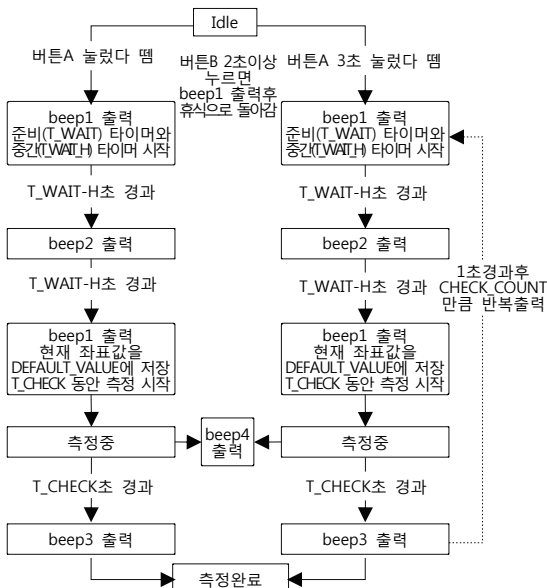 Idle
버튼A 눌렀다 뗌
버튼B 2초이상
누르면
beep1 출력후
휴식으로 돌아감
버튼A 3초 눌렀다 뗌
beep1 출력
준비(T_WAIT) 타이머와
중간(T_WAIT_H) 타이머 시작
beep1 출력
준비(T_WAIT) 타이머와
중간(T_WAIT_H) 타이머 시작
T_WAIT-H초 경과
T_WAIT-H초 경과
beep2 출력
beep2 출력
T_WAIT-H초 경과
T_WAIT-H초 경과
1초경과후
CHECK_COUNT
만큼 반복출력
beep1 출력
현재 좌표값을
DEFAULT_VALUE에 저장
T_CHECK 동안 측정 시작
beep1 출력
현재 좌표값을
DEFAULT_VALUE에 저장
T_CHECK 동안 측정 시작
측정중
beep4
출력
측정중
T_CHECK초 경과
T_CHECK초 경과
beep3 출력
beep3 출력
측정완료